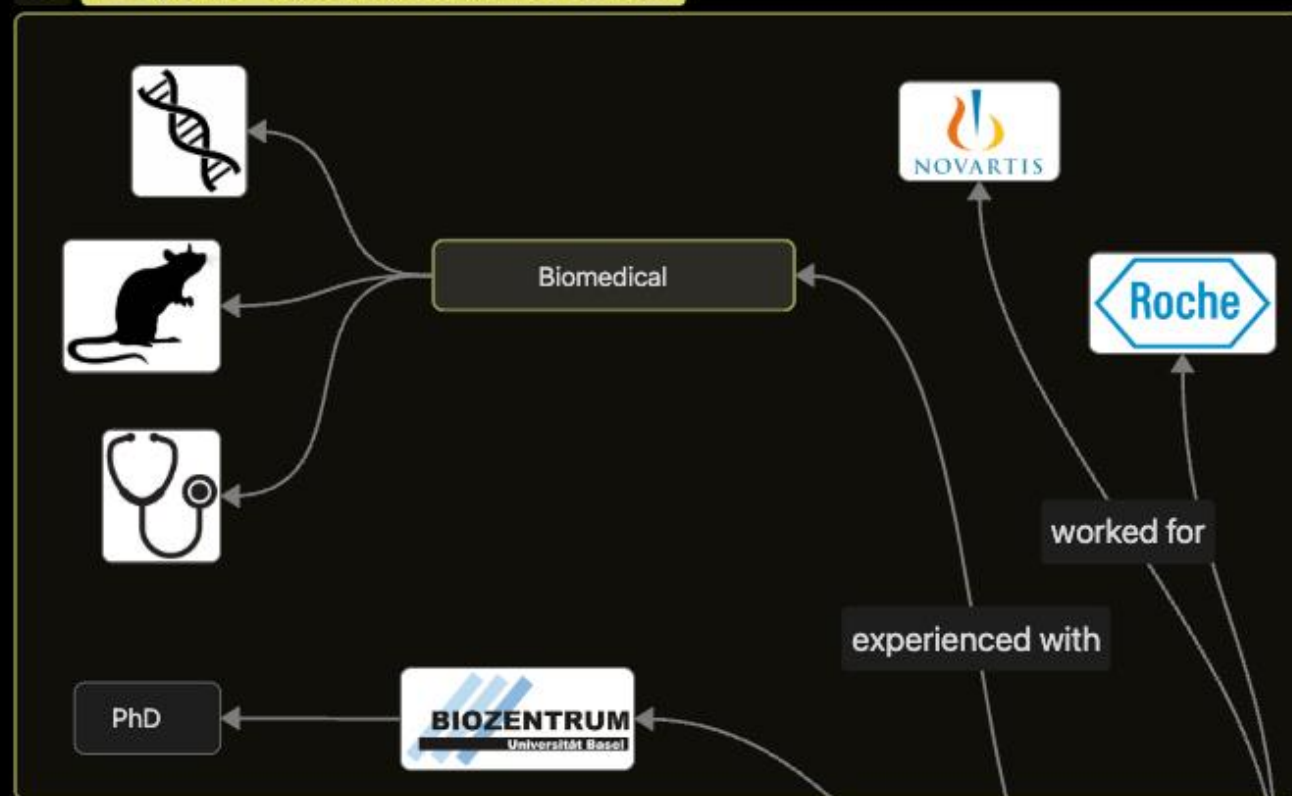 NOVARTIS
Biomedical
Roche
worked for
experienced with
PhD
BIOZENTRUM
Universität Basel